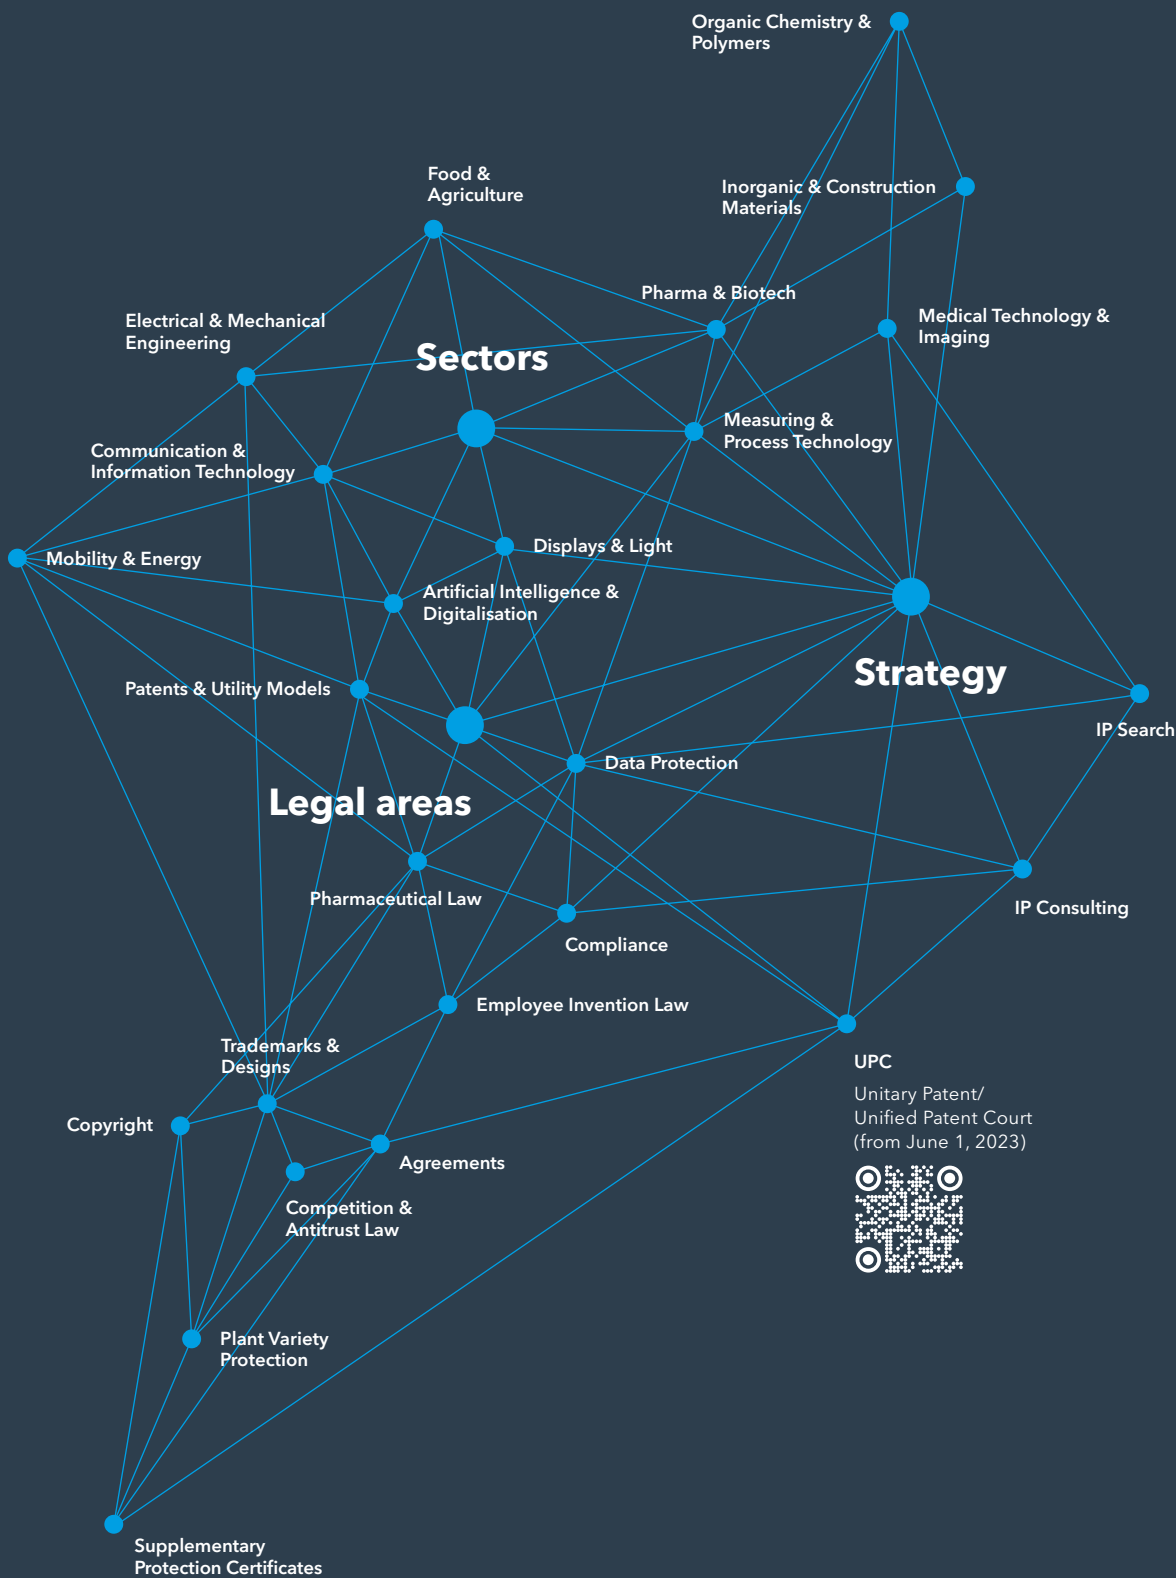 Organic Chemistry &
Polymers
Food &
Agriculture
Inorganic & Construction
Materials
Pharma & Biotech
Electrical & Mechanical
Engineering
Medical Technology &
Imaging
Sectors
Measuring &
Process Technology
Communication &
Information Technology
Mobility & Energy
Displays & Light
Artificial Intelligence &
Digitalisation
Strategy
Patents & Utility Models
IP Search
Data Protection
Legal areas
Pharmaceutical Law
IP Consulting
Compliance
Employee Invention Law
Trademarks &
Designs
UPC
Unitary Patent/
Unified Patent Court
(from June 1, 2023)
Copyright
Agreements
Competition &
Antitrust Law
Plant Variety
Protection
Supplementary
Protection Certificates